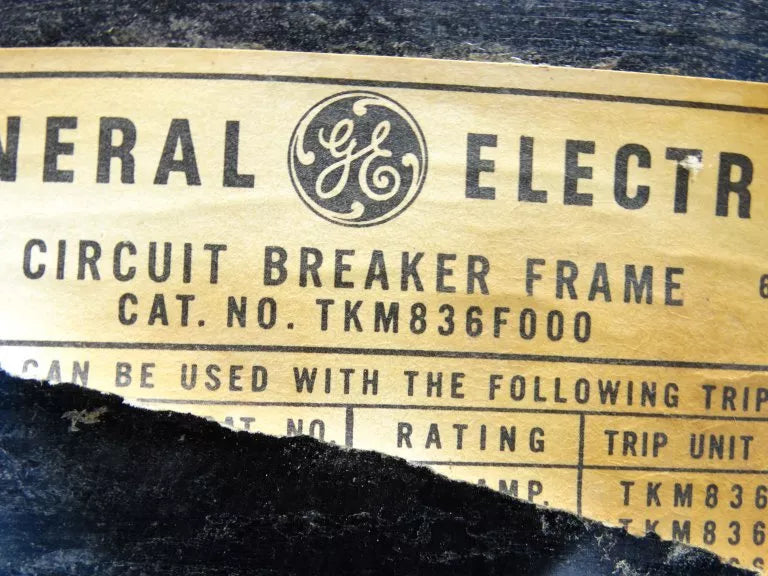 NERAL GE ELECTR
CIRCUIT BREAKER FRAME
CAT. NO. TKM836F000
CAN BE USED WITH THE FOLLOWING TRIP
AT. NO. RATING TRIP UNIT
AMP. TKM836
TKM836